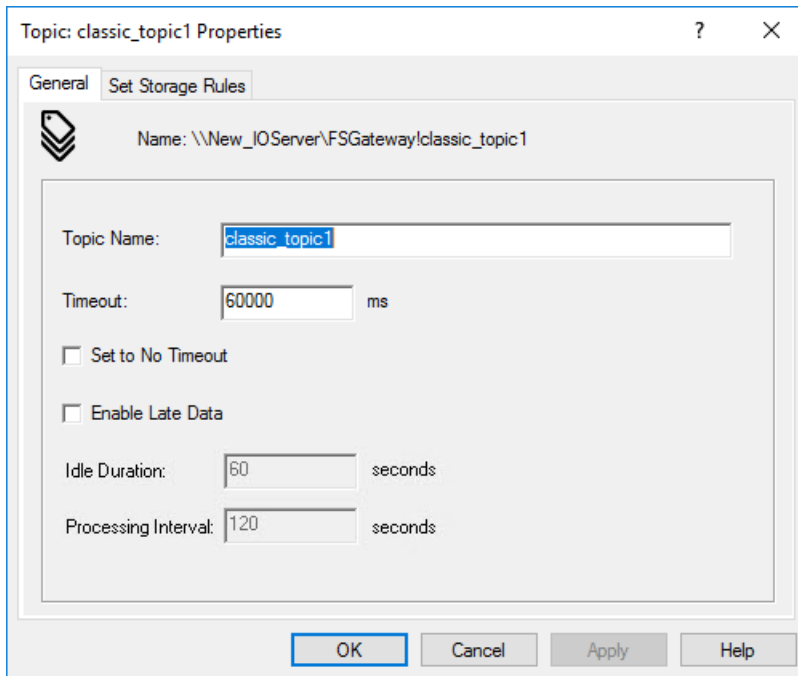 Topic: classic_topic1 Properties ?
General Set Storage Rules
Name: \\New_IOServer\FSGateway!classic_topic1
Topic Name: classic_topic1
Timeout: 60000 ms
Set to No Timeout
Enable Late Data
Idle Duration: 60 seconds
Processing Interval: 120 seconds
OK Cancel Apply Help